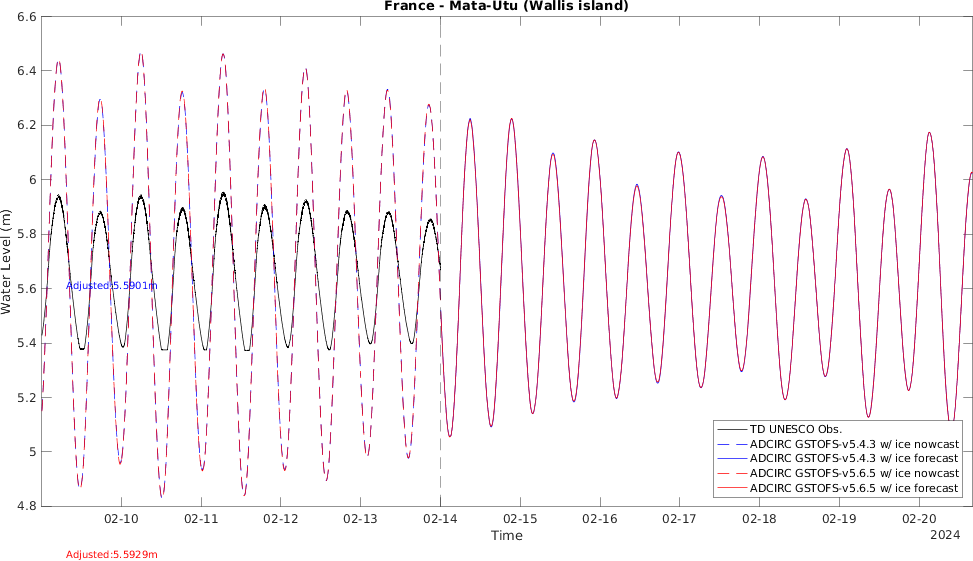 France - Mata-Utu (Wallis island)
6.6
6.4
6.2
6
5.8
5.6
5.4
5.2
5
4.8
Water Level (m)
Adjusted:5.5901m
TD UNESCO Obs.
ADCIRC GSTOFS-v5.4.3 w/ ice nowcast
ADCIRC GSTOFS-v5.4.3 w/ ice forecast
ADCIRC GSTOFS-v5.6.5 w/ ice nowcast
ADCIRC GSTOFS-v5.6.5 w/ ice forecast
02-10 02-11 02-12 02-13 02-14 02-15 02-16 02-17 02-18 02-19 02-20
Time
2024
Adjusted:5.5929m